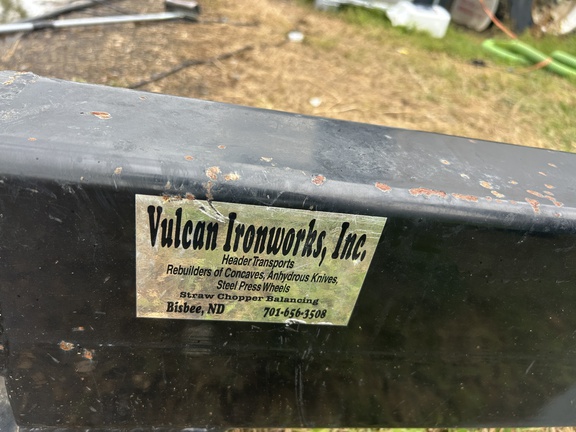 Vulcan Ironworks, Inc.
Header Transports
Rebuilders of Concaves, Anhydrous Knives,
Steel Press Wheels
Straw Chopper Balancing
Bisbee, ND 701-656-3508